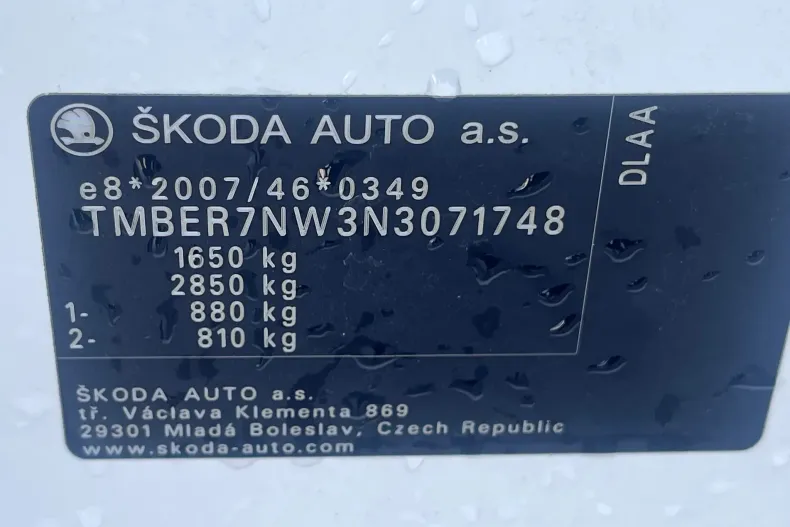 ŠKODA AUTO a.s.
DLAA
e8*2007/46*0349
TMBER7NW3N3071748
1650 kg
2850 kg
1- 880 kg
2- 810 kg
ŠKODA AUTO a.s.
tř. Václava Klementa 869
29301 Mladá Boleslav, Czech Republic
www.skoda-auto.com